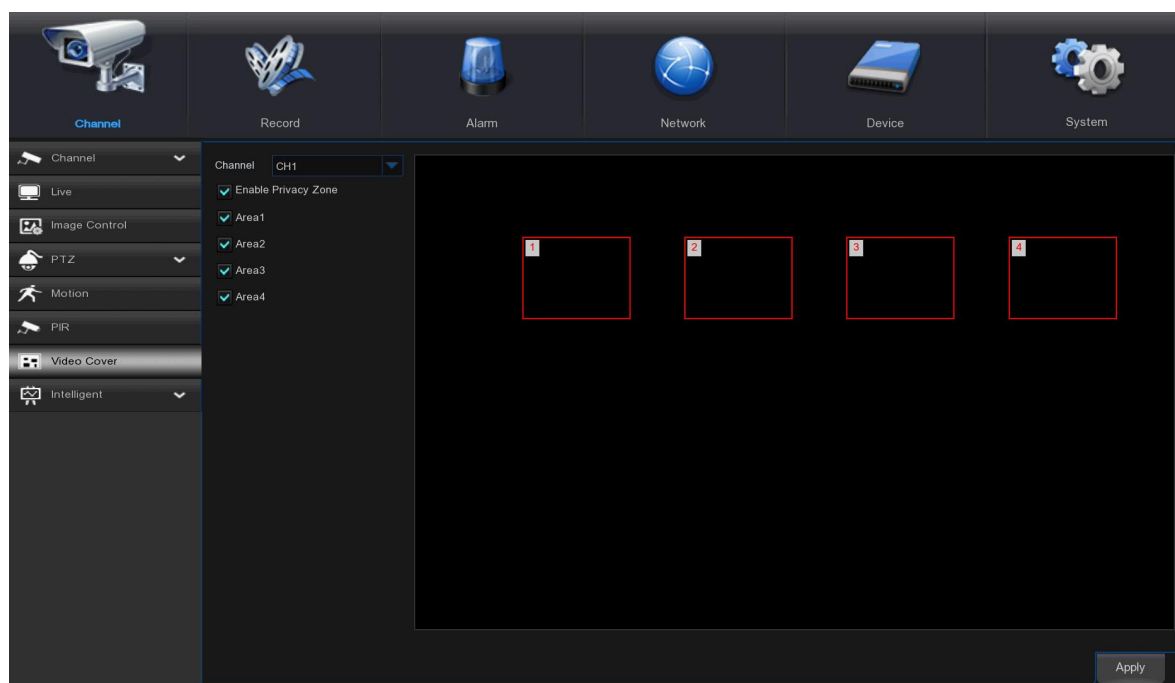 Channel Record Alarm Network Device System
Channel
Live
Image Control
PTZ
Motion
PIR
Video Cover
Intelligent
Channel CH1
Enable Privacy Zone
Area1
Area2
Area3
Area4
1 2 3 4
Apply